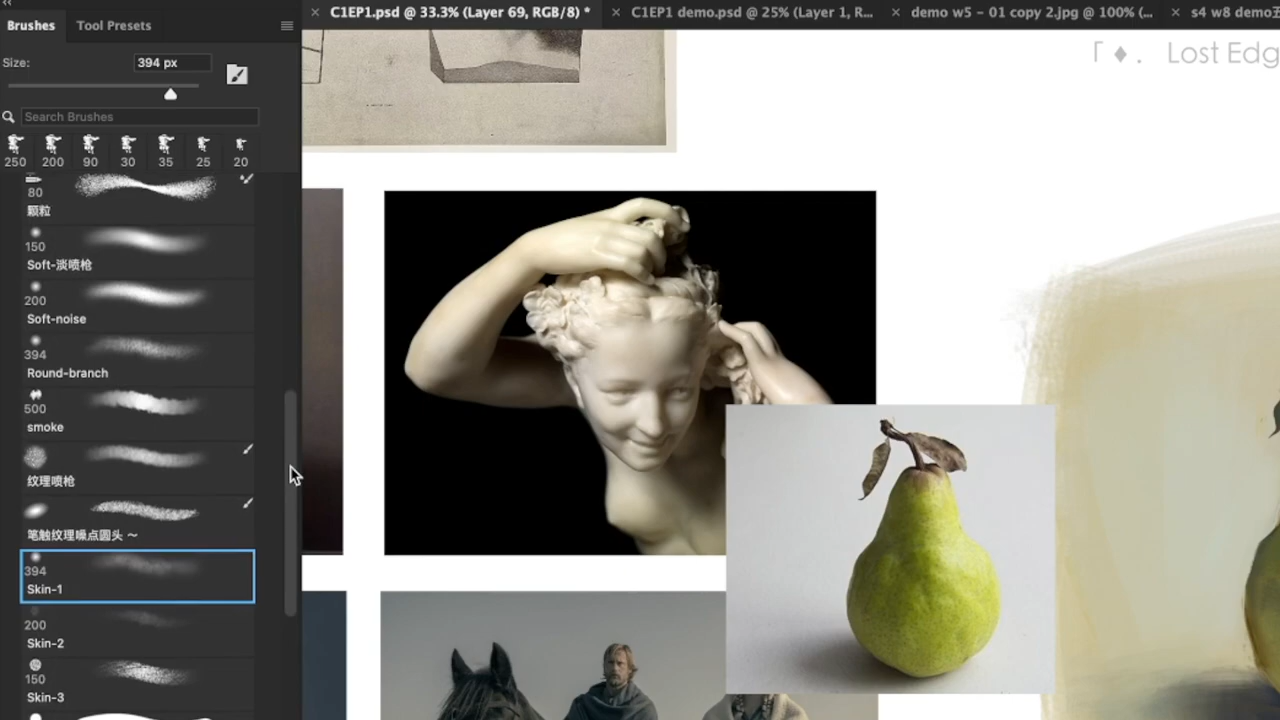 C1EP1.psd @ 33.3% (Layer 69, RGB/8) *
C1EP1 demo.psd @ 25% (Layer 1, R...
demo w5 - 01 copy 2.jpg @ 100% (...
s4 w8 demo
Brushes
Tool Presets
Size:
394 px
Search Brushes
250 200 90 30 35 25 20
80
颗粒
150
Soft-淡喷枪
200
Soft-noise
394
Round-branch
500
smoke
纹理喷枪
笔触纹理噪点圆头 ～
394
Skin-1
200
Skin-2
150
Skin-3
「 ♦ . Lost Edg